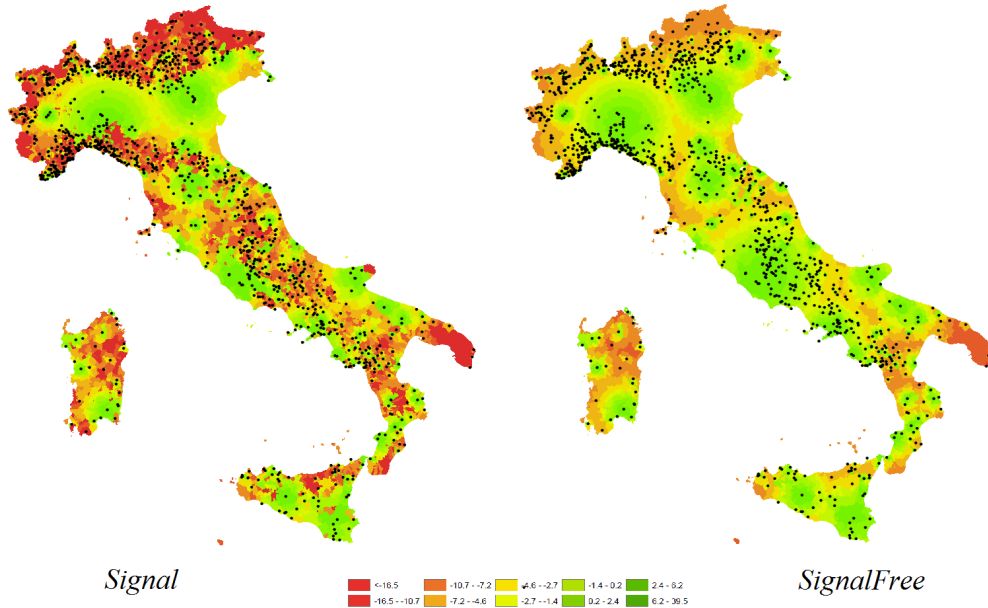 Signal
SignalFree
<-16.5
-10.7 - -7.2
-4.6 - -2.7
-1.4 - 0.2
2.4 - 6.2
-16.5 - -10.7
-7.2 - -4.6
-2.7 - -1.4
0.2 - 2.4
6.2 - 39.5